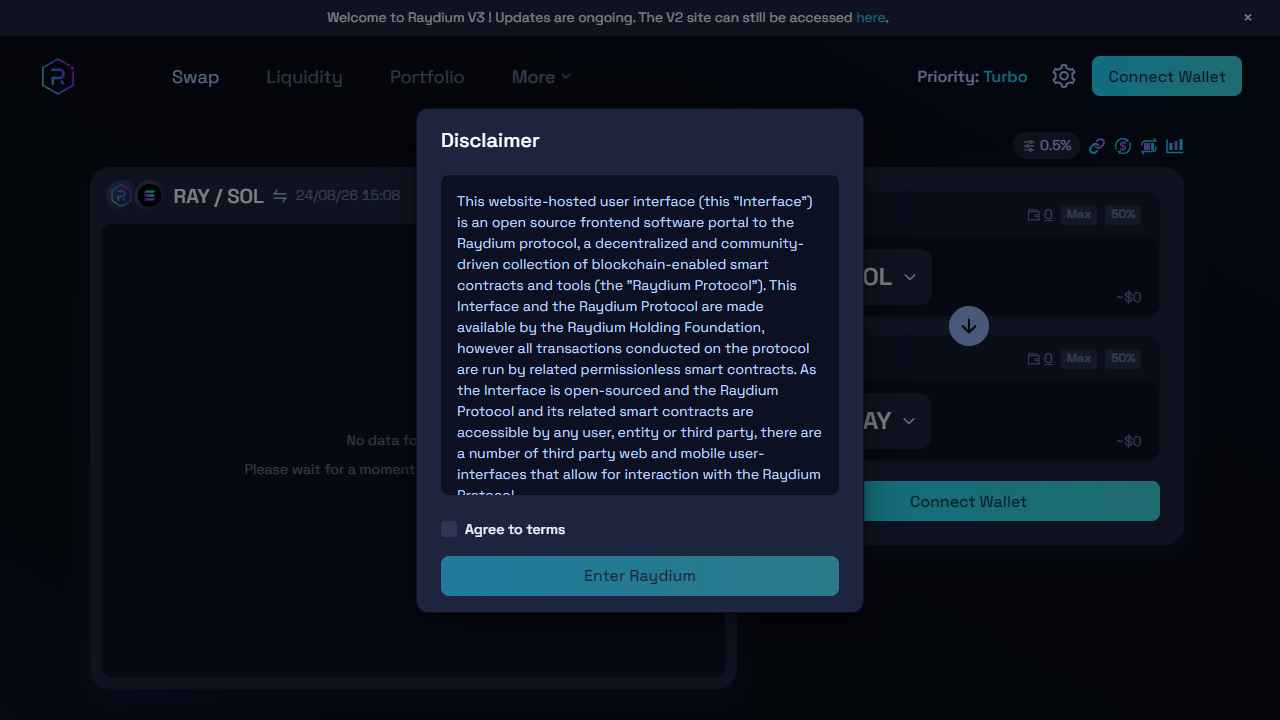 Welcome to Raydium V3 ! Updates are ongoing. The V2 site can still be accessed here.
×
Swap
Liquidity
Portfolio
More
Priority: Turbo
Connect Wallet
0.5%
RAY / SOL
24/08/26 15:08
No data fo
Please wait for a moment
0
Max
50%
OL
~$0
0
Max
50%
AY
~$0
Connect Wallet
Disclaimer
This website-hosted user interface (this "Interface")
is an open source frontend software portal to the
Raydium protocol, a decentralized and community-
driven collection of blockchain-enabled smart
contracts and tools (the "Raydium Protocol"). This
Interface and the Raydium Protocol are made
available by the Raydium Holding Foundation,
however all transactions conducted on the protocol
are run by related permissionless smart contracts. As
the Interface is open-sourced and the Raydium
Protocol and its related smart contracts are
accessible by any user, entity or third party, there are
a number of third party web and mobile user-
interfaces that allow for interaction with the Raydium
Protocol.
Agree to terms
Enter Raydium